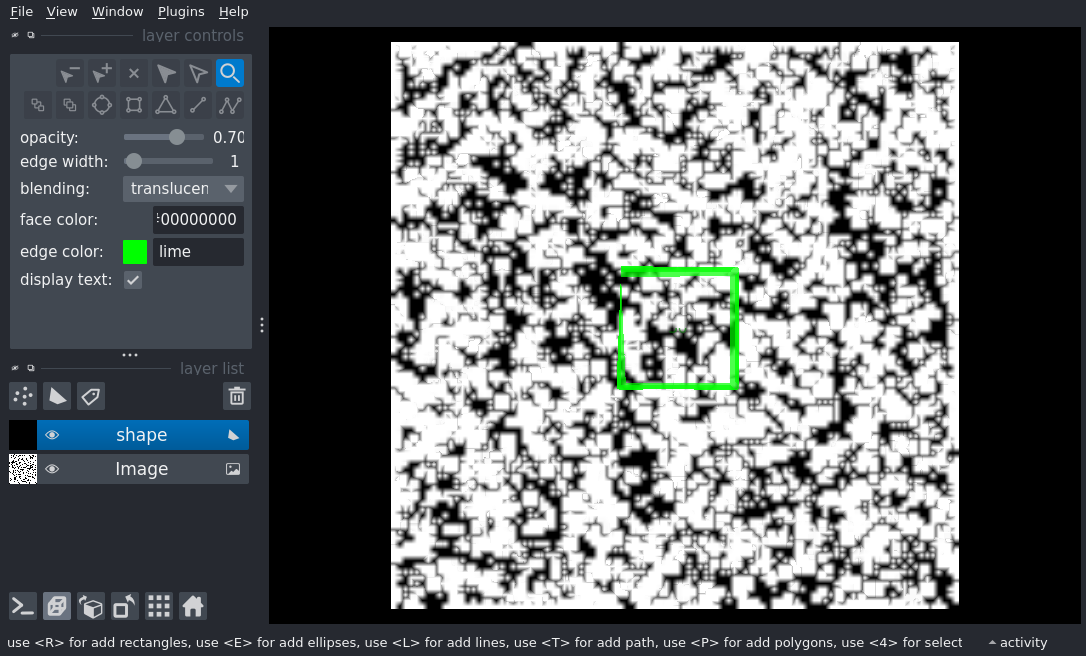 File View Window Plugins Help
layer controls
opacity: 0.70
edge width: 1
blending: translucen
face color: 00000000
edge color: lime
display text:
layer list
shape
Image
use <R> for add rectangles, use <E> for add ellipses, use <L> for add lines, use <T> for add path, use <P> for add polygons, use <4> for select
activity